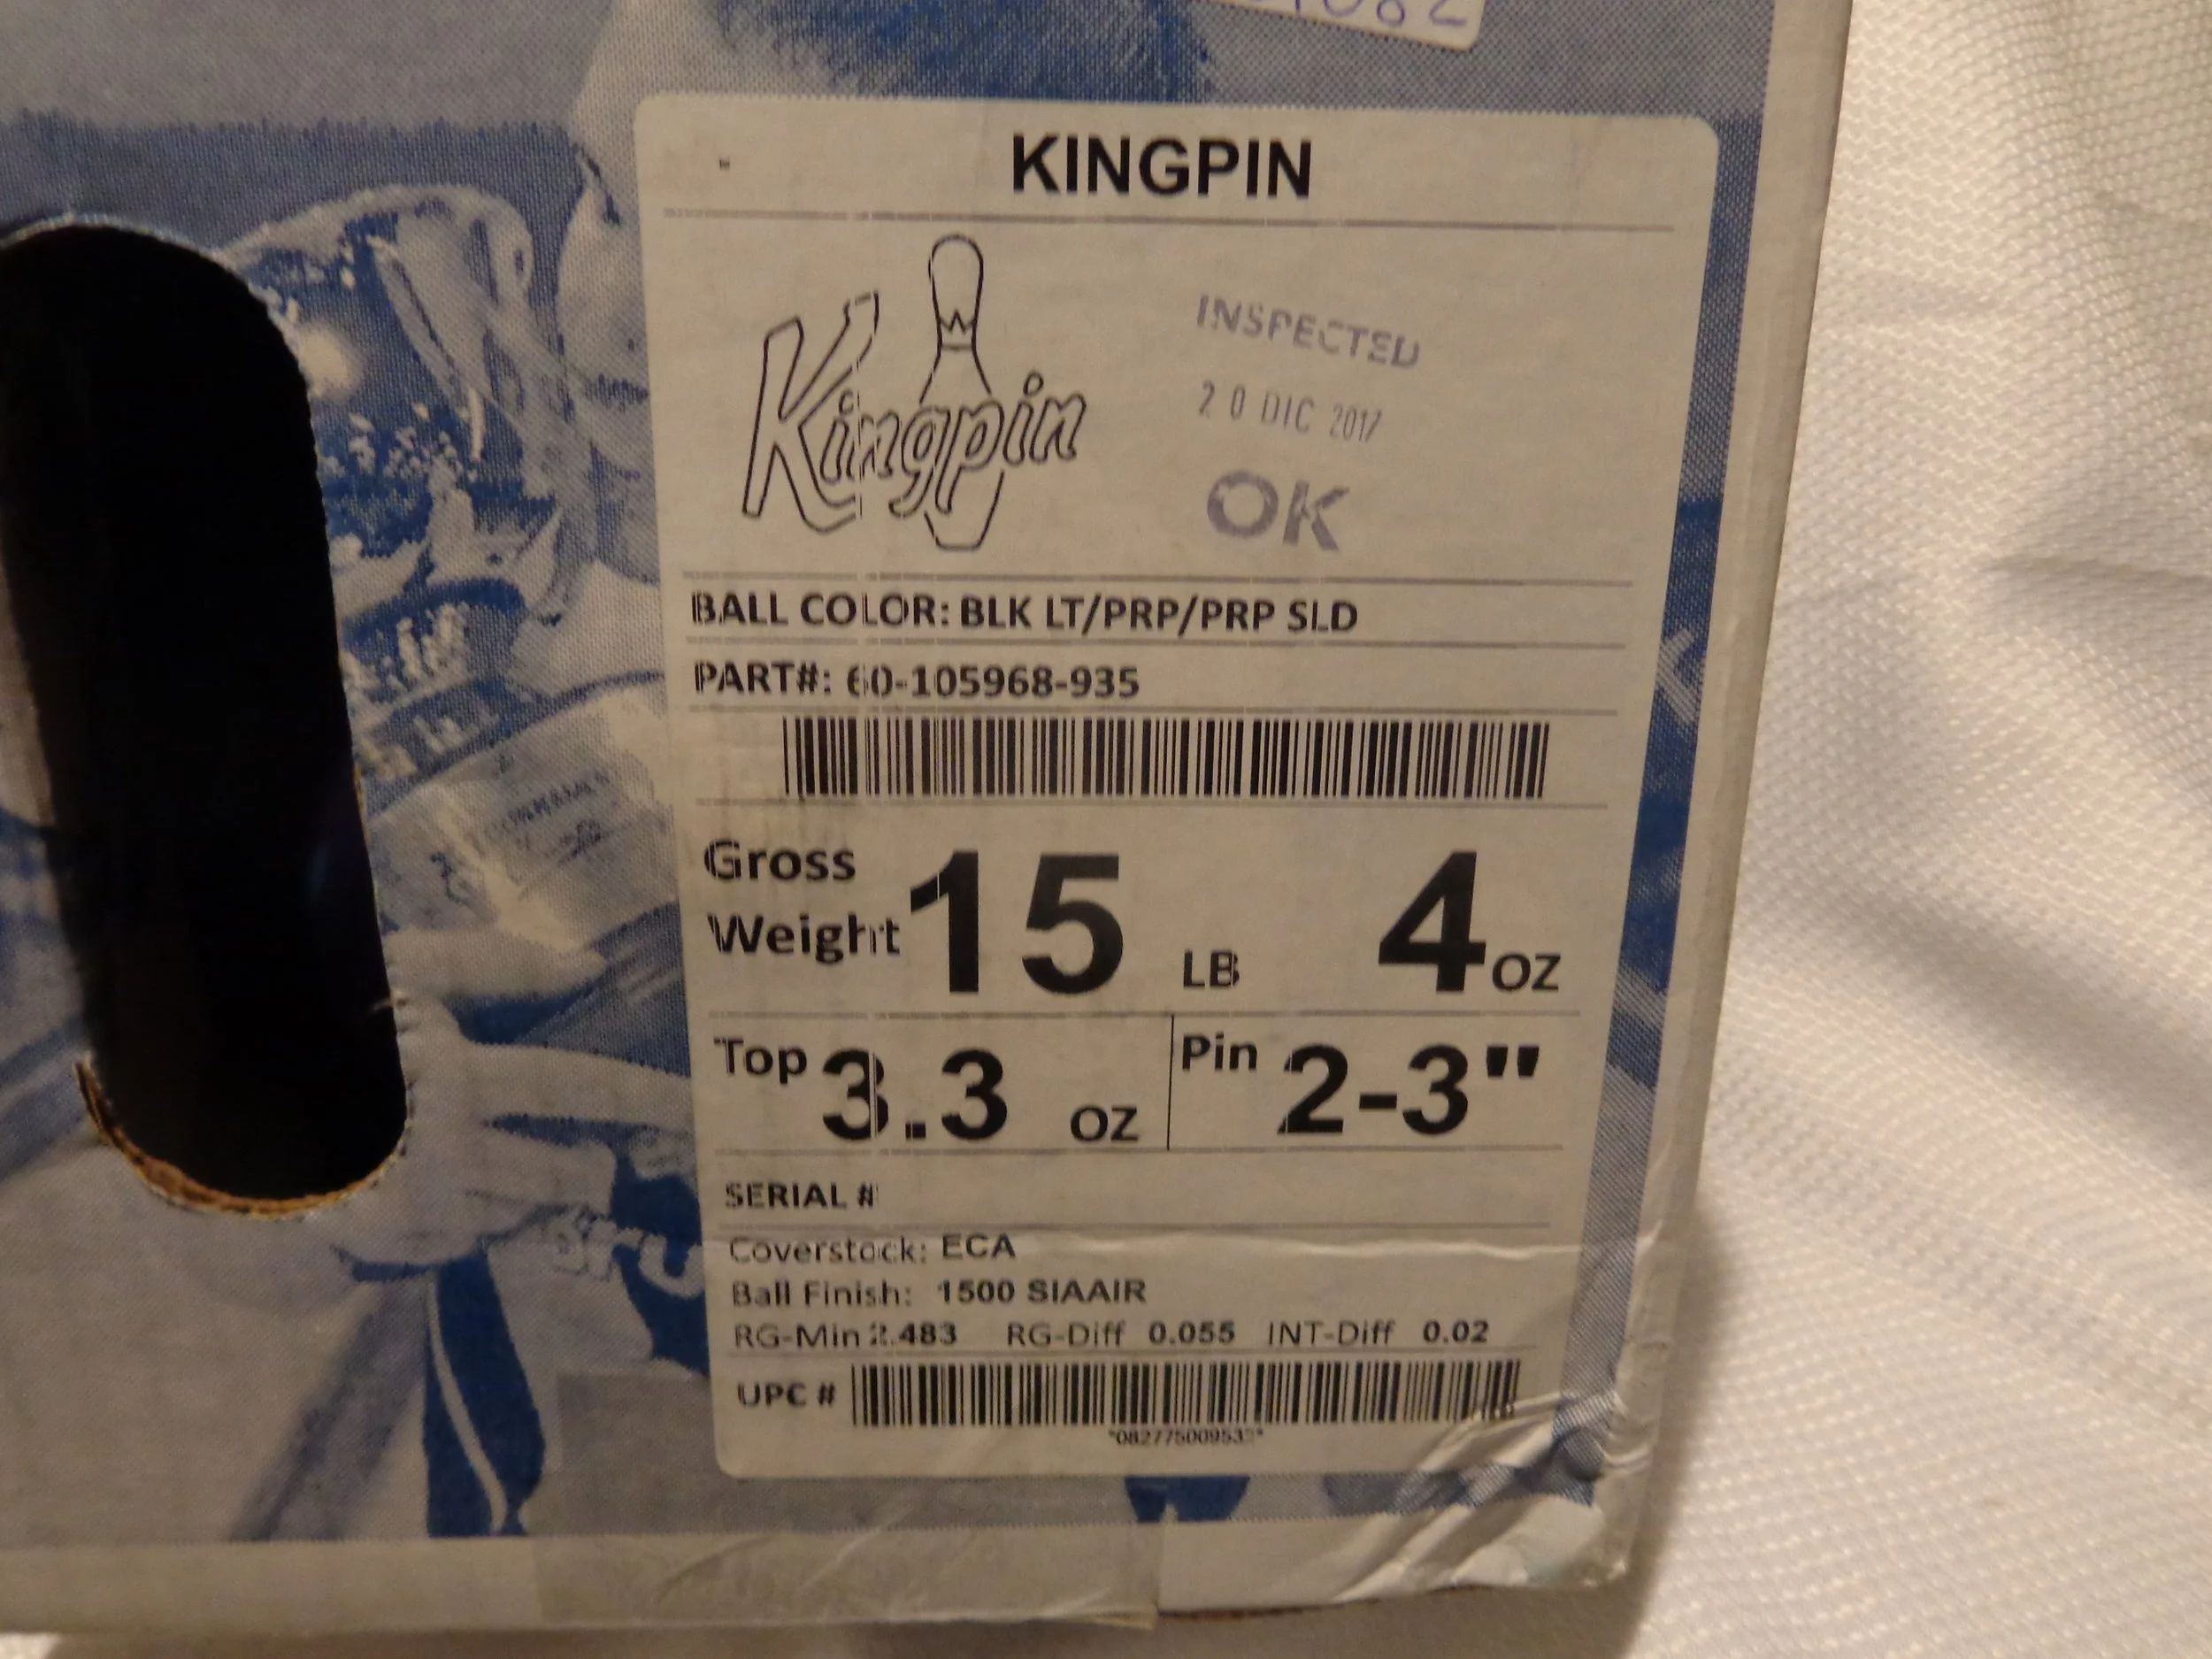 KINGPIN
Kingpin
INSPECTED
20 DIC 2017
OK
BALL COLOR: BLK LT/PRP/PRP SLD
PART#: 60-105968-935
Gross Weight 15 LB 4 OZ
Top 3.3 OZ Pin 2-3"
SERIAL #
Coverstock: ECA
Ball Finish: 1500 SIAAIR
RG-Min 2.483 RG-Diff 0.055 INT-Diff 0.02
UPC #